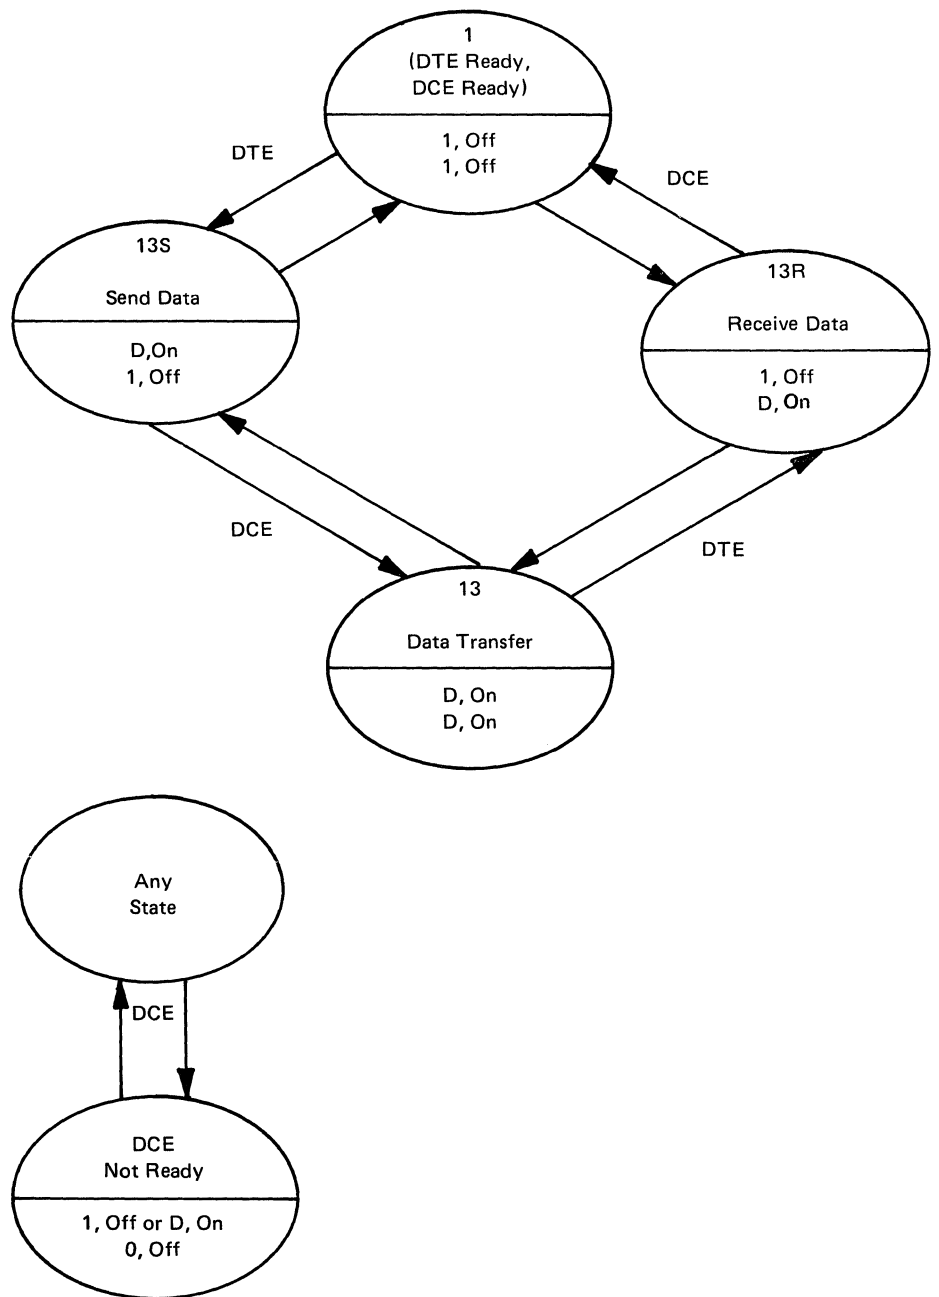 1
(DTE Ready,
DCE Ready)
1, Off
1, Off
DTE
DCE
13S
Send Data
D,On
1, Off
13R
Receive Data
1, Off
D, On
DCE
DTE
13
Data Transfer
D, On
D, On
Any
State
DCE
DCE
Not Ready
1, Off or D, On
0, Off